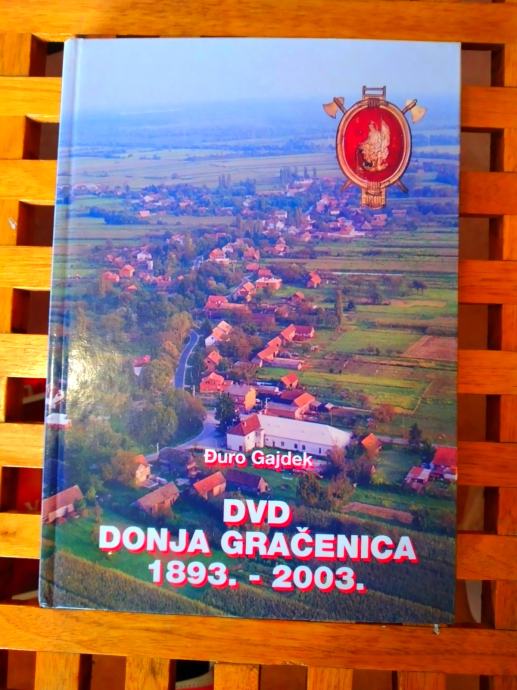 Đuro Gajdek
DVD
DONJA GRAČENICA
1893. - 2003.